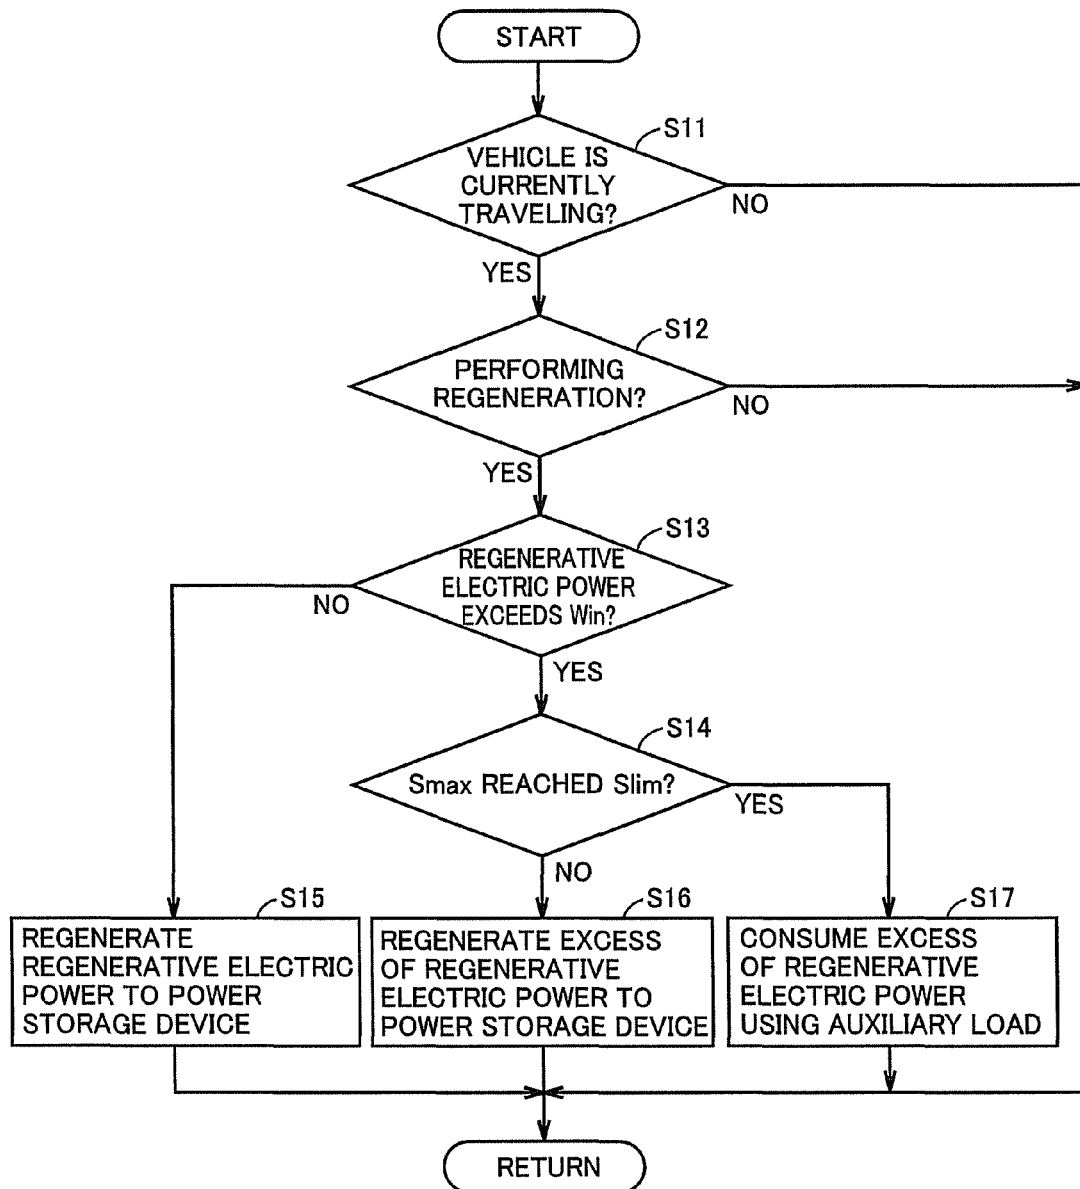 START
S11
VEHICLE IS
CURRENTLY
TRAVELING?
NO
YES
S12
PERFORMING
REGENERATION?
NO
YES
S13
REGENERATIVE
ELECTRIC POWER
EXCEEDS Win?
NO
YES
S14
Smax REACHED Slim?
YES
NO
S15
REGENERATE
REGENERATIVE ELECTRIC
POWER TO POWER
STORAGE DEVICE
S16
REGENERATE EXCESS
OF REGENERATIVE
ELECTRIC POWER TO
POWER STORAGE DEVICE
S17
CONSUME EXCESS
OF REGENERATIVE
ELECTRIC POWER
USING AUXILIARY LOAD
RETURN